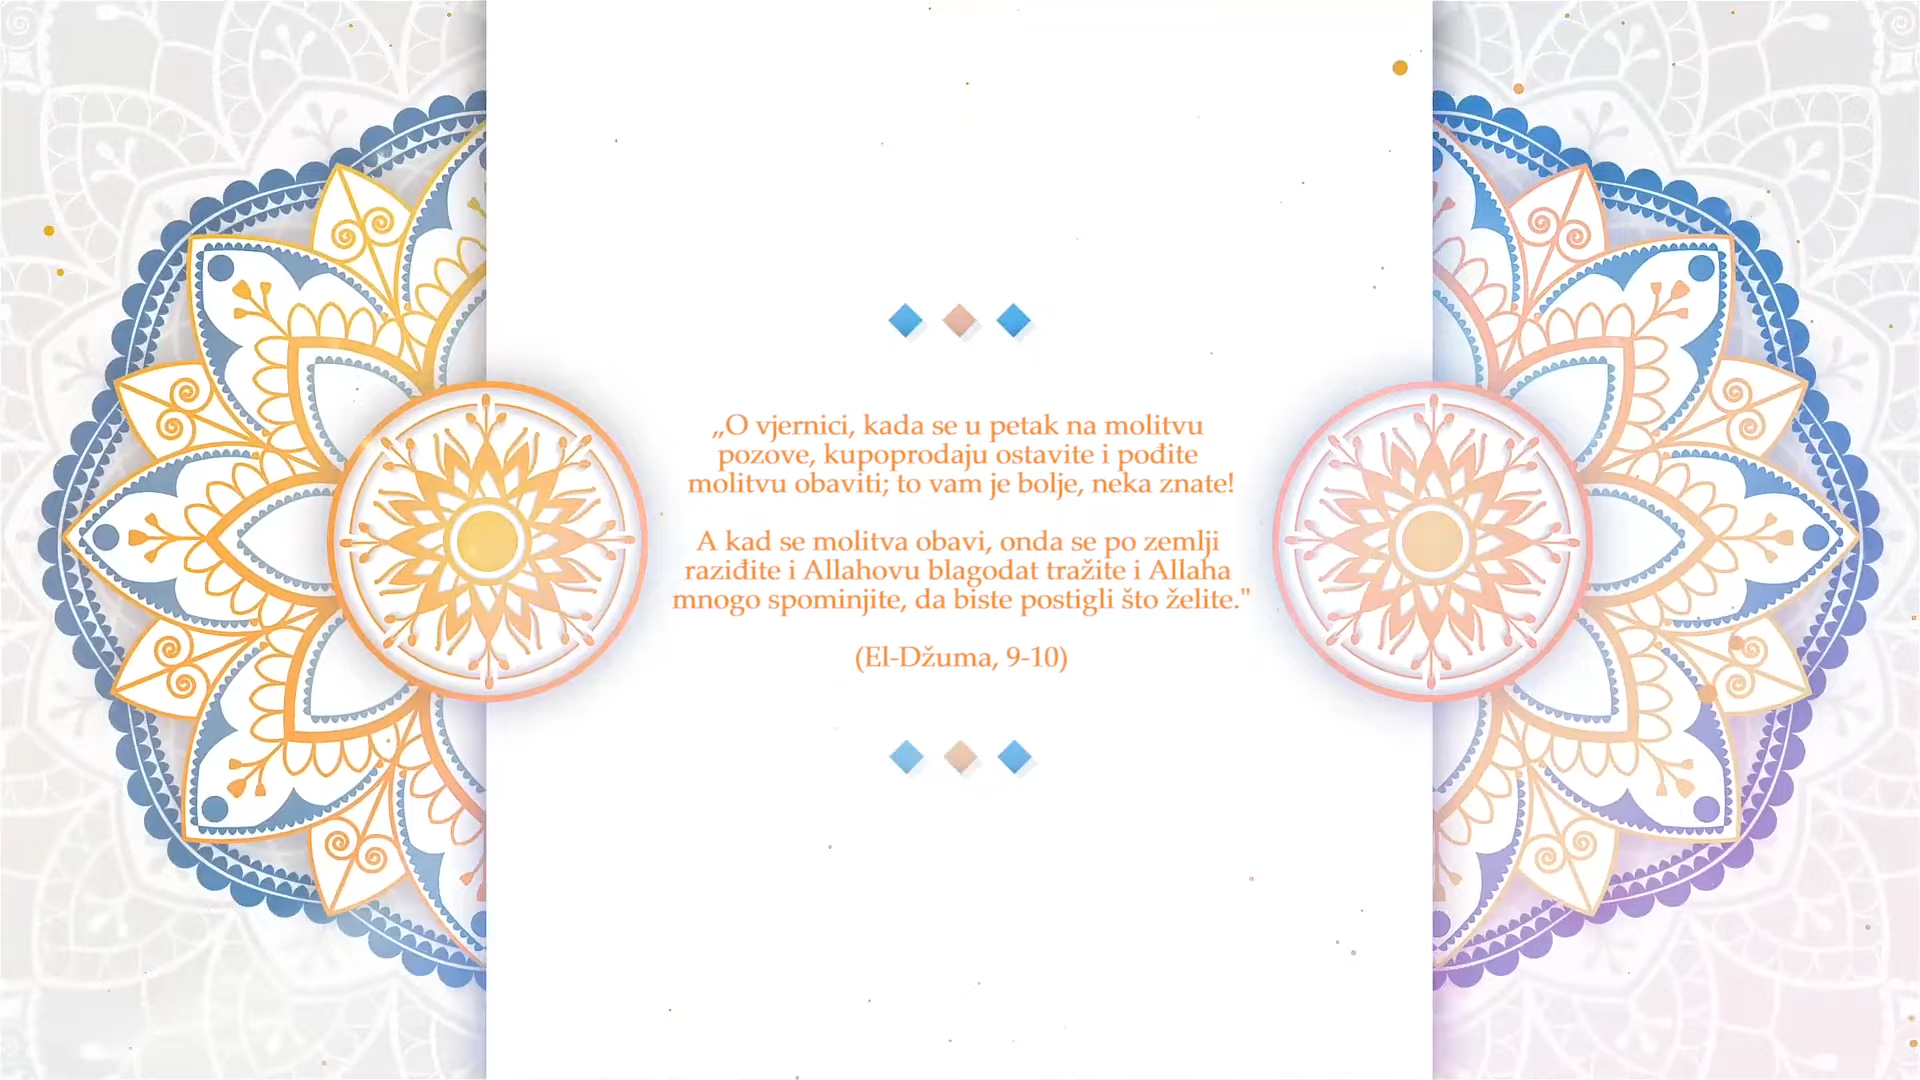 „O vjernici, kada se u petak na molitvu
pozove, kupoprodaju ostavite i pođite
molitvu obaviti; to vam je bolje, neka znate!
A kad se molitva obavi, onda se po zemlji
raziđite i Allahovu blagodat tražite i Allaha
mnogo spominjite, da biste postigli što želite."
(El-Džuma, 9-10)